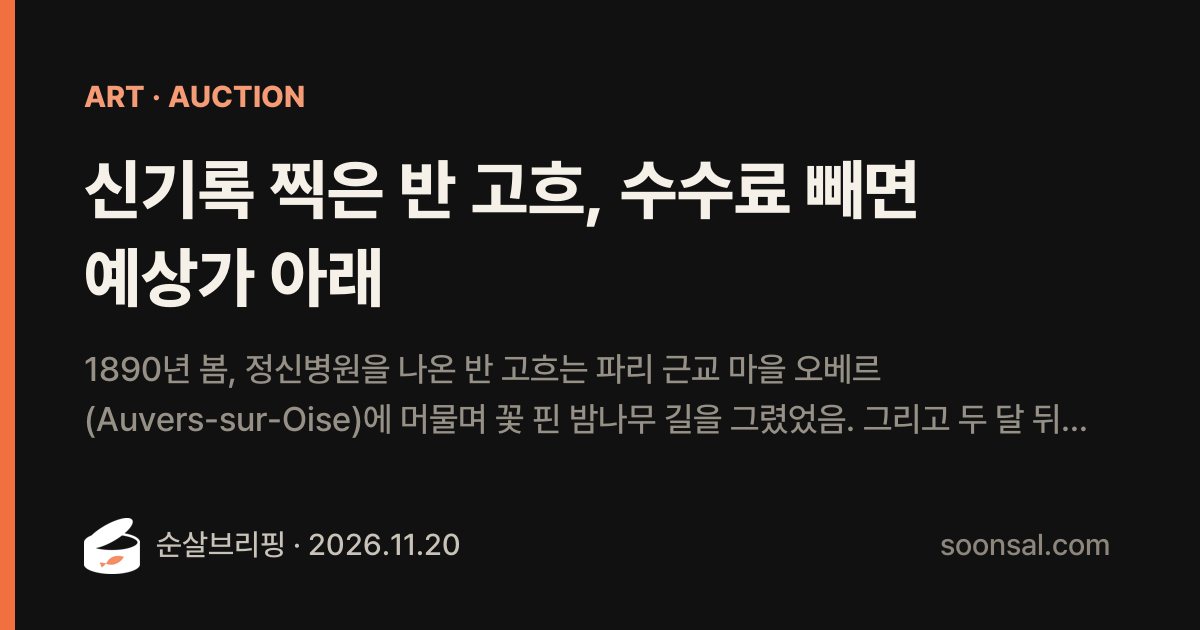 ART · AUCTION
신기록 찍은 반 고흐, 수수료 빼면
예상가 아래
1890년 봄, 정신병원을 나온 반 고흐는 파리 근교 마을 오베르
(Auvers-sur-Oise)에 머물며 꽃 핀 밤나무 길을 그렸었음. 그리고 두 달 뒤...
순살브리핑 · 2026.11.20
soonsal.com